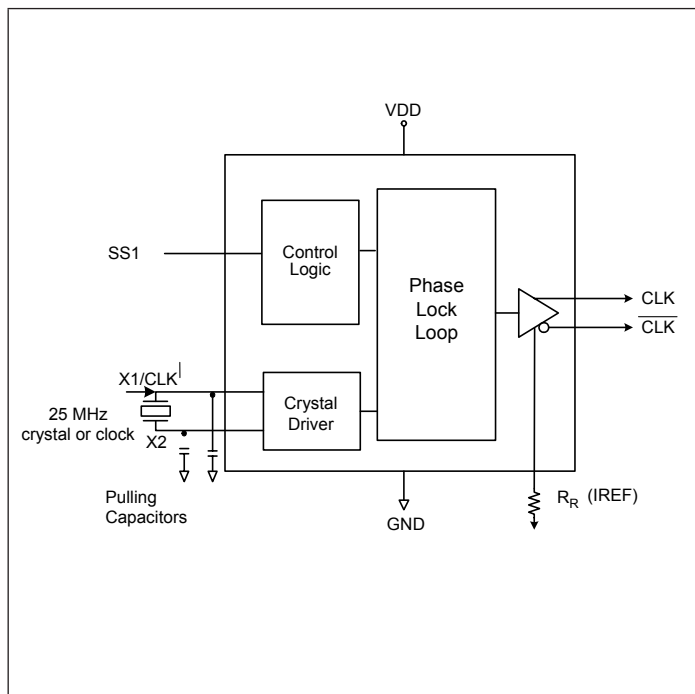 VDD
SS1
Control
Logic
Phase
Lock
Loop
CLK
CLK
X1/CLK
25 MHz
crystal or clock
X2
Crystal
Driver
Pulling
Capacitors
GND
RR (IREF)